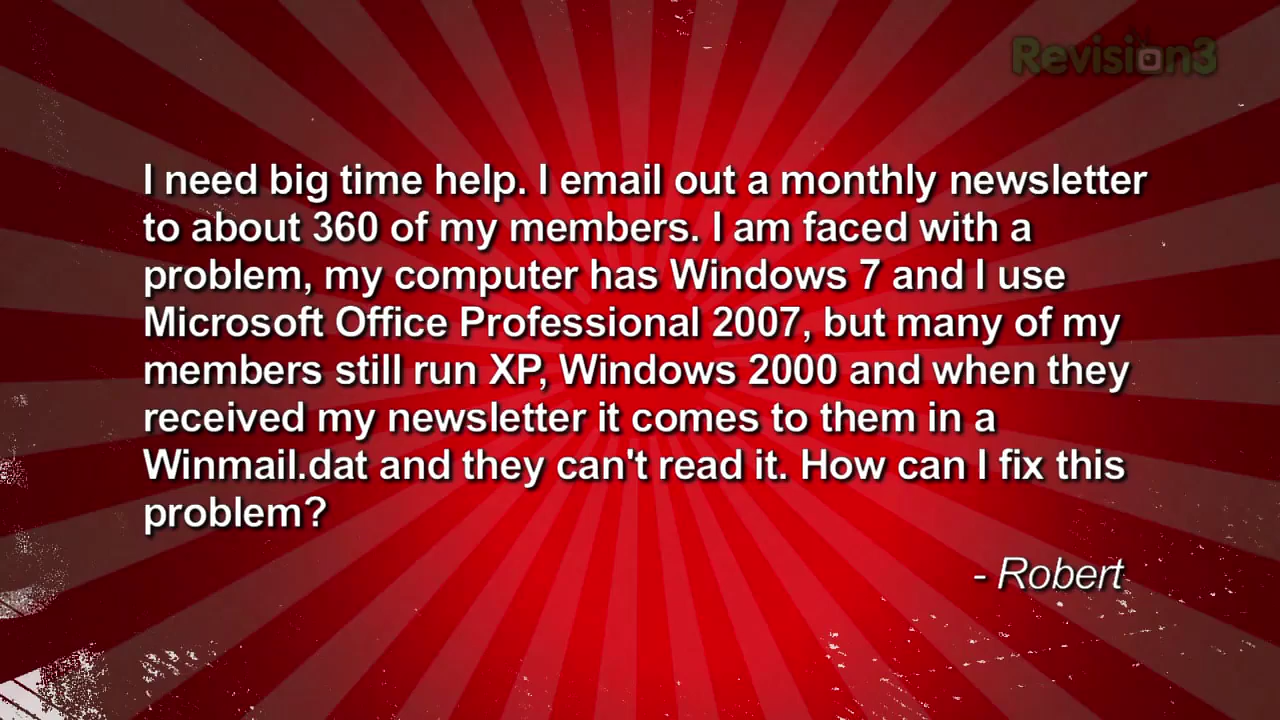 Revision3
I need big time help. I email out a monthly newsletter
to about 360 of my members. I am faced with a
problem, my computer has Windows 7 and I use
Microsoft Office Professional 2007, but many of my
members still run XP, Windows 2000 and when they
received my newsletter it comes to them in a
Winmail.dat and they can't read it. How can I fix this
problem?
- Robert